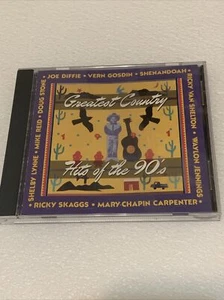 • JOE DIFFIE • VERN GOSDIN • SHENANDOAH •
RICKY VAN SHELTON • WAYLON JENNINGS
SHELBY LYNNE • MIKE REID • DOUG STONE
Greatest Country
Hits of the 90's
• RICKY SKAGGS • MARY-CHAPIN CARPENTER •